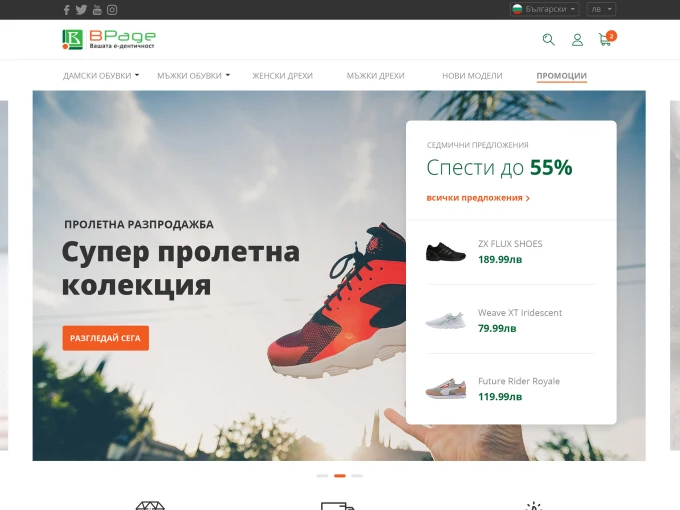 Български
лв
BPage
Вашата е-дентичност
2
ДАМСКИ ОБУВКИ
МЪЖКИ ОБУВКИ
ЖЕНСКИ ДРЕХИ
МЪЖКИ ДРЕХИ
НОВИ МОДЕЛИ
ПРОМОЦИИ
ПРОЛЕТНА РАЗПРОДАЖБА
Супер пролетна
колекция
РАЗГЛЕДАЙ СЕГА
СЕДМИЧНИ ПРЕДЛОЖЕНИЯ
Спести до 55%
всички предложения
ZX FLUX SHOES
189.99лв
Weave XT Iridescent
79.99лв
Future Rider Royale
119.99лв